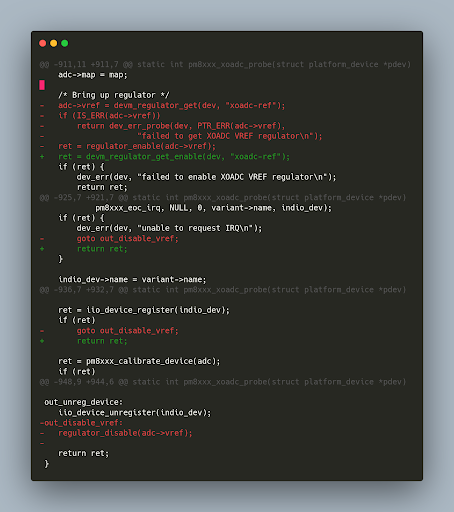 @@ -911,11 +911,7 @@ static int pm8xxx_xoadc_probe(struct platform_device *pdev)
    adc->map = map;

    /* Bring up regulator */
-   adc->vref = devm_regulator_get(dev, "xoadc-ref");
-   if (IS_ERR(adc->vref))
-       return dev_err_probe(dev, PTR_ERR(adc->vref),
-                    "failed to get XOADC VREF regulator\n");
-   ret = regulator_enable(adc->vref);
+   ret = devm_regulator_get_enable(dev, "xoadc-ref");
    if (ret) {
        dev_err(dev, "failed to enable XOADC VREF regulator\n");
        return ret;
@@ -925,7 +921,7 @@ static int pm8xxx_xoadc_probe(struct platform_device *pdev)
            pm8xxx_eoc_irq, NULL, 0, variant->name, indio_dev);
    if (ret) {
        dev_err(dev, "unable to request IRQ\n");
-       goto out_disable_vref;
+       return ret;
    }

    indio_dev->name = variant->name;
@@ -936,7 +932,7 @@ static int pm8xxx_xoadc_probe(struct platform_device *pdev)

    ret = iio_device_register(indio_dev);
    if (ret)
-       goto out_disable_vref;
+       return ret;

    ret = pm8xxx_calibrate_device(adc);
    if (ret)
@@ -948,9 +944,6 @@ static int pm8xxx_xoadc_probe(struct platform_device *pdev)

 out_unreg_device:
    iio_device_unregister(indio_dev);
-out_disable_vref:
-   regulator_disable(adc->vref);
-
    return ret;
 }